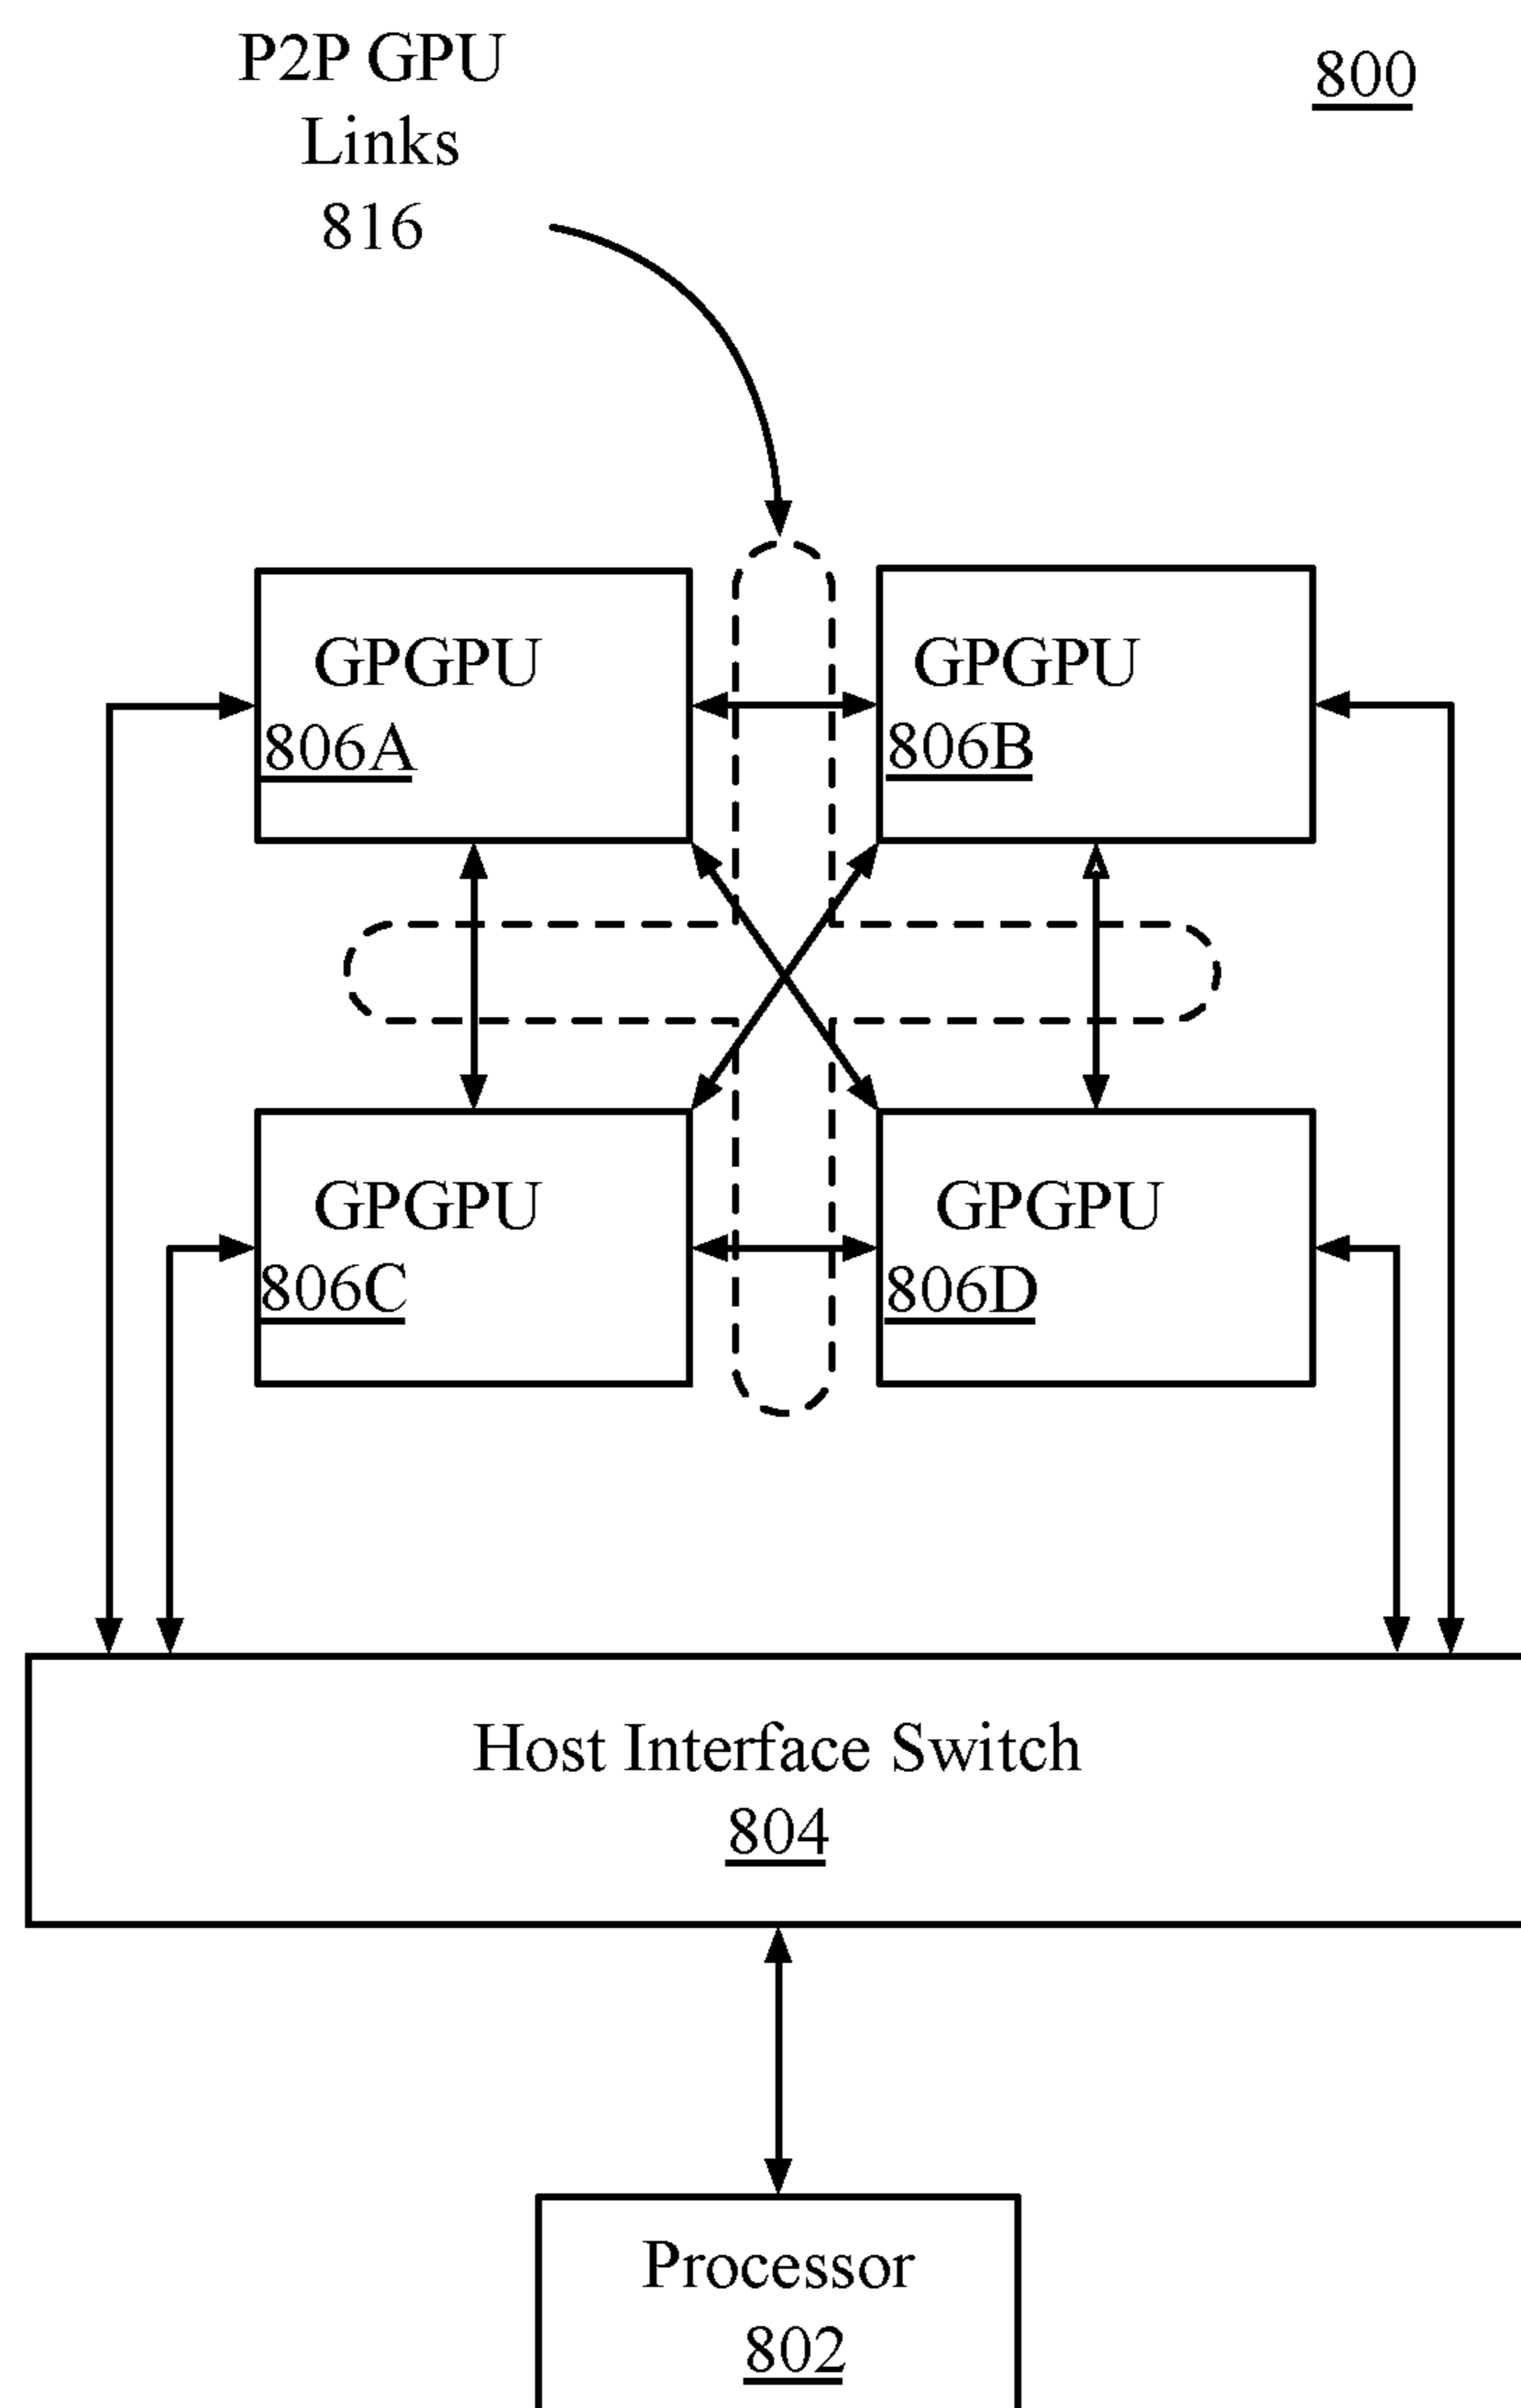 P2P GPU
Links
816
800
GPGPU
806A
GPGPU
806B
GPGPU
806C
GPGPU
806D
Host Interface Switch
804
Processor
802